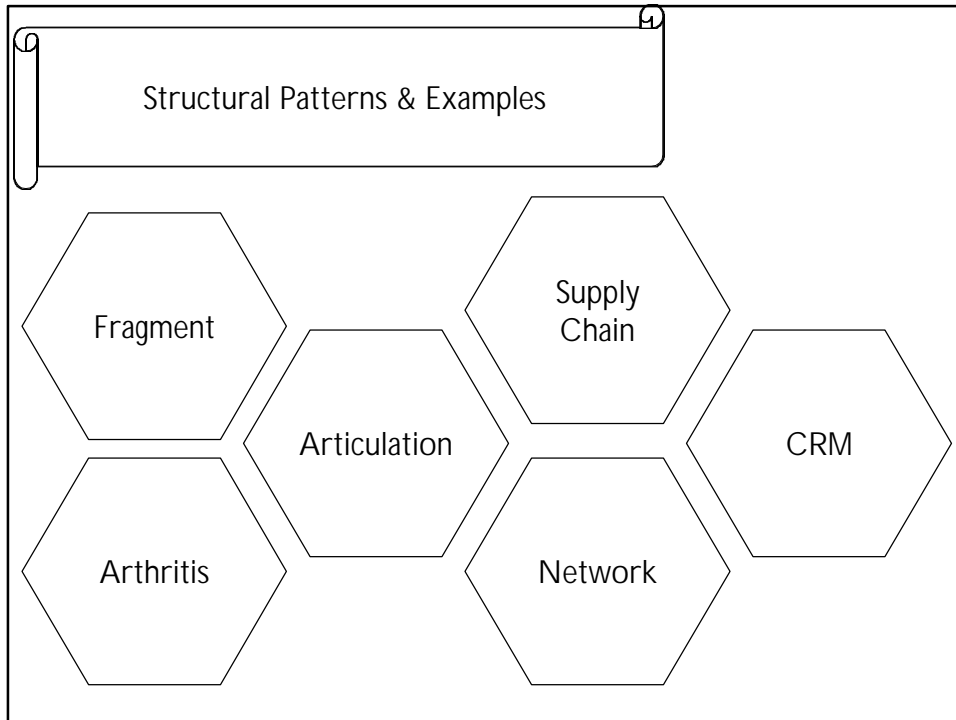 Structural Patterns & Examples
Fragment
Supply
Chain
Articulation
CRM
Arthritis
Network